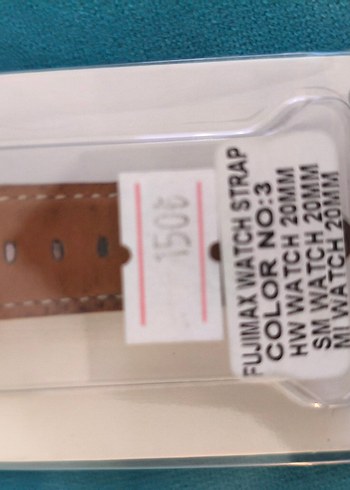 150₺
FUJIMAX WATCH STRAP
COLOR NO:3
HW WATCH 20MM
SM WATCH 20MM
MI WATCH 20MM